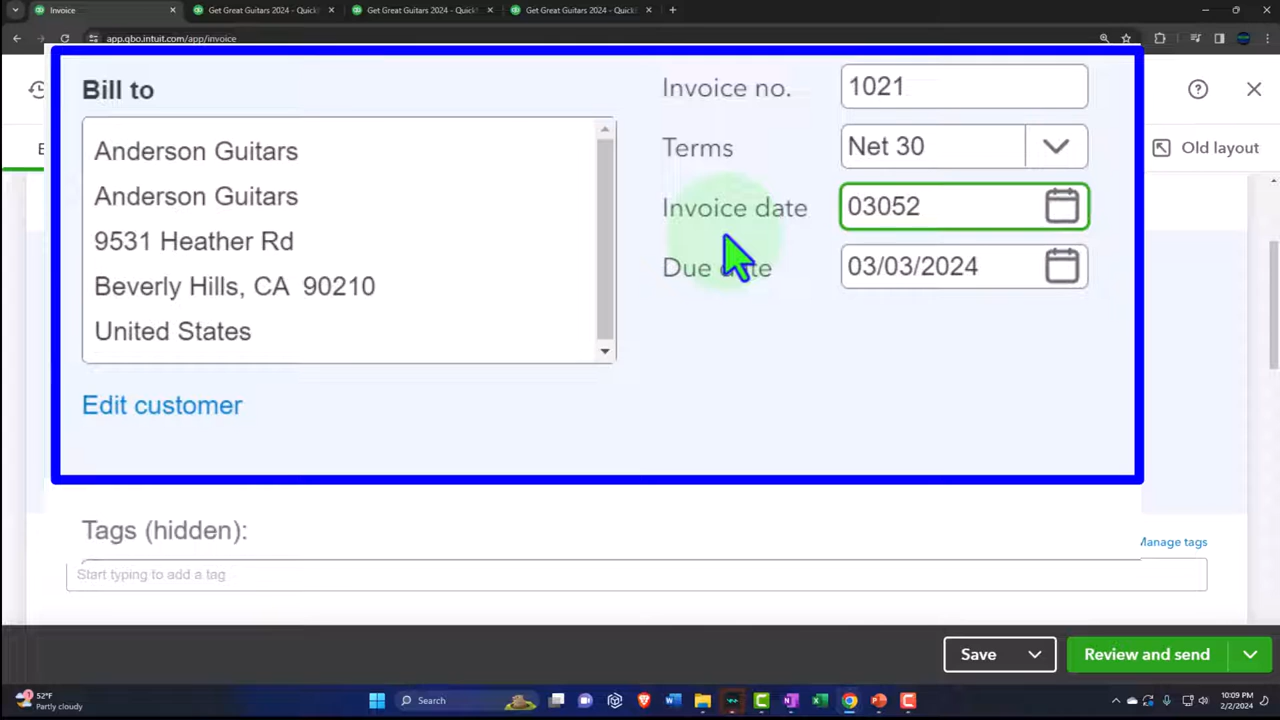 Invoice
Get Great Guitars 2024 - Quick
Get Great Guitars 2024 - Quick
Get Great Guitars 2024 - Quick
app.qbo.intuit.com/app/invoice
Bill to
Anderson Guitars
Anderson Guitars
9531 Heather Rd
Beverly Hills, CA 90210
United States
Edit customer
Invoice no. 1021
Terms Net 30
Invoice date 03052
Due date 03/03/2024
Old layout
Tags (hidden):
Manage tags
Start typing to add a tag
Save
Review and send
52°F
Partly cloudy
Search
10:09 PM
2/2/2024